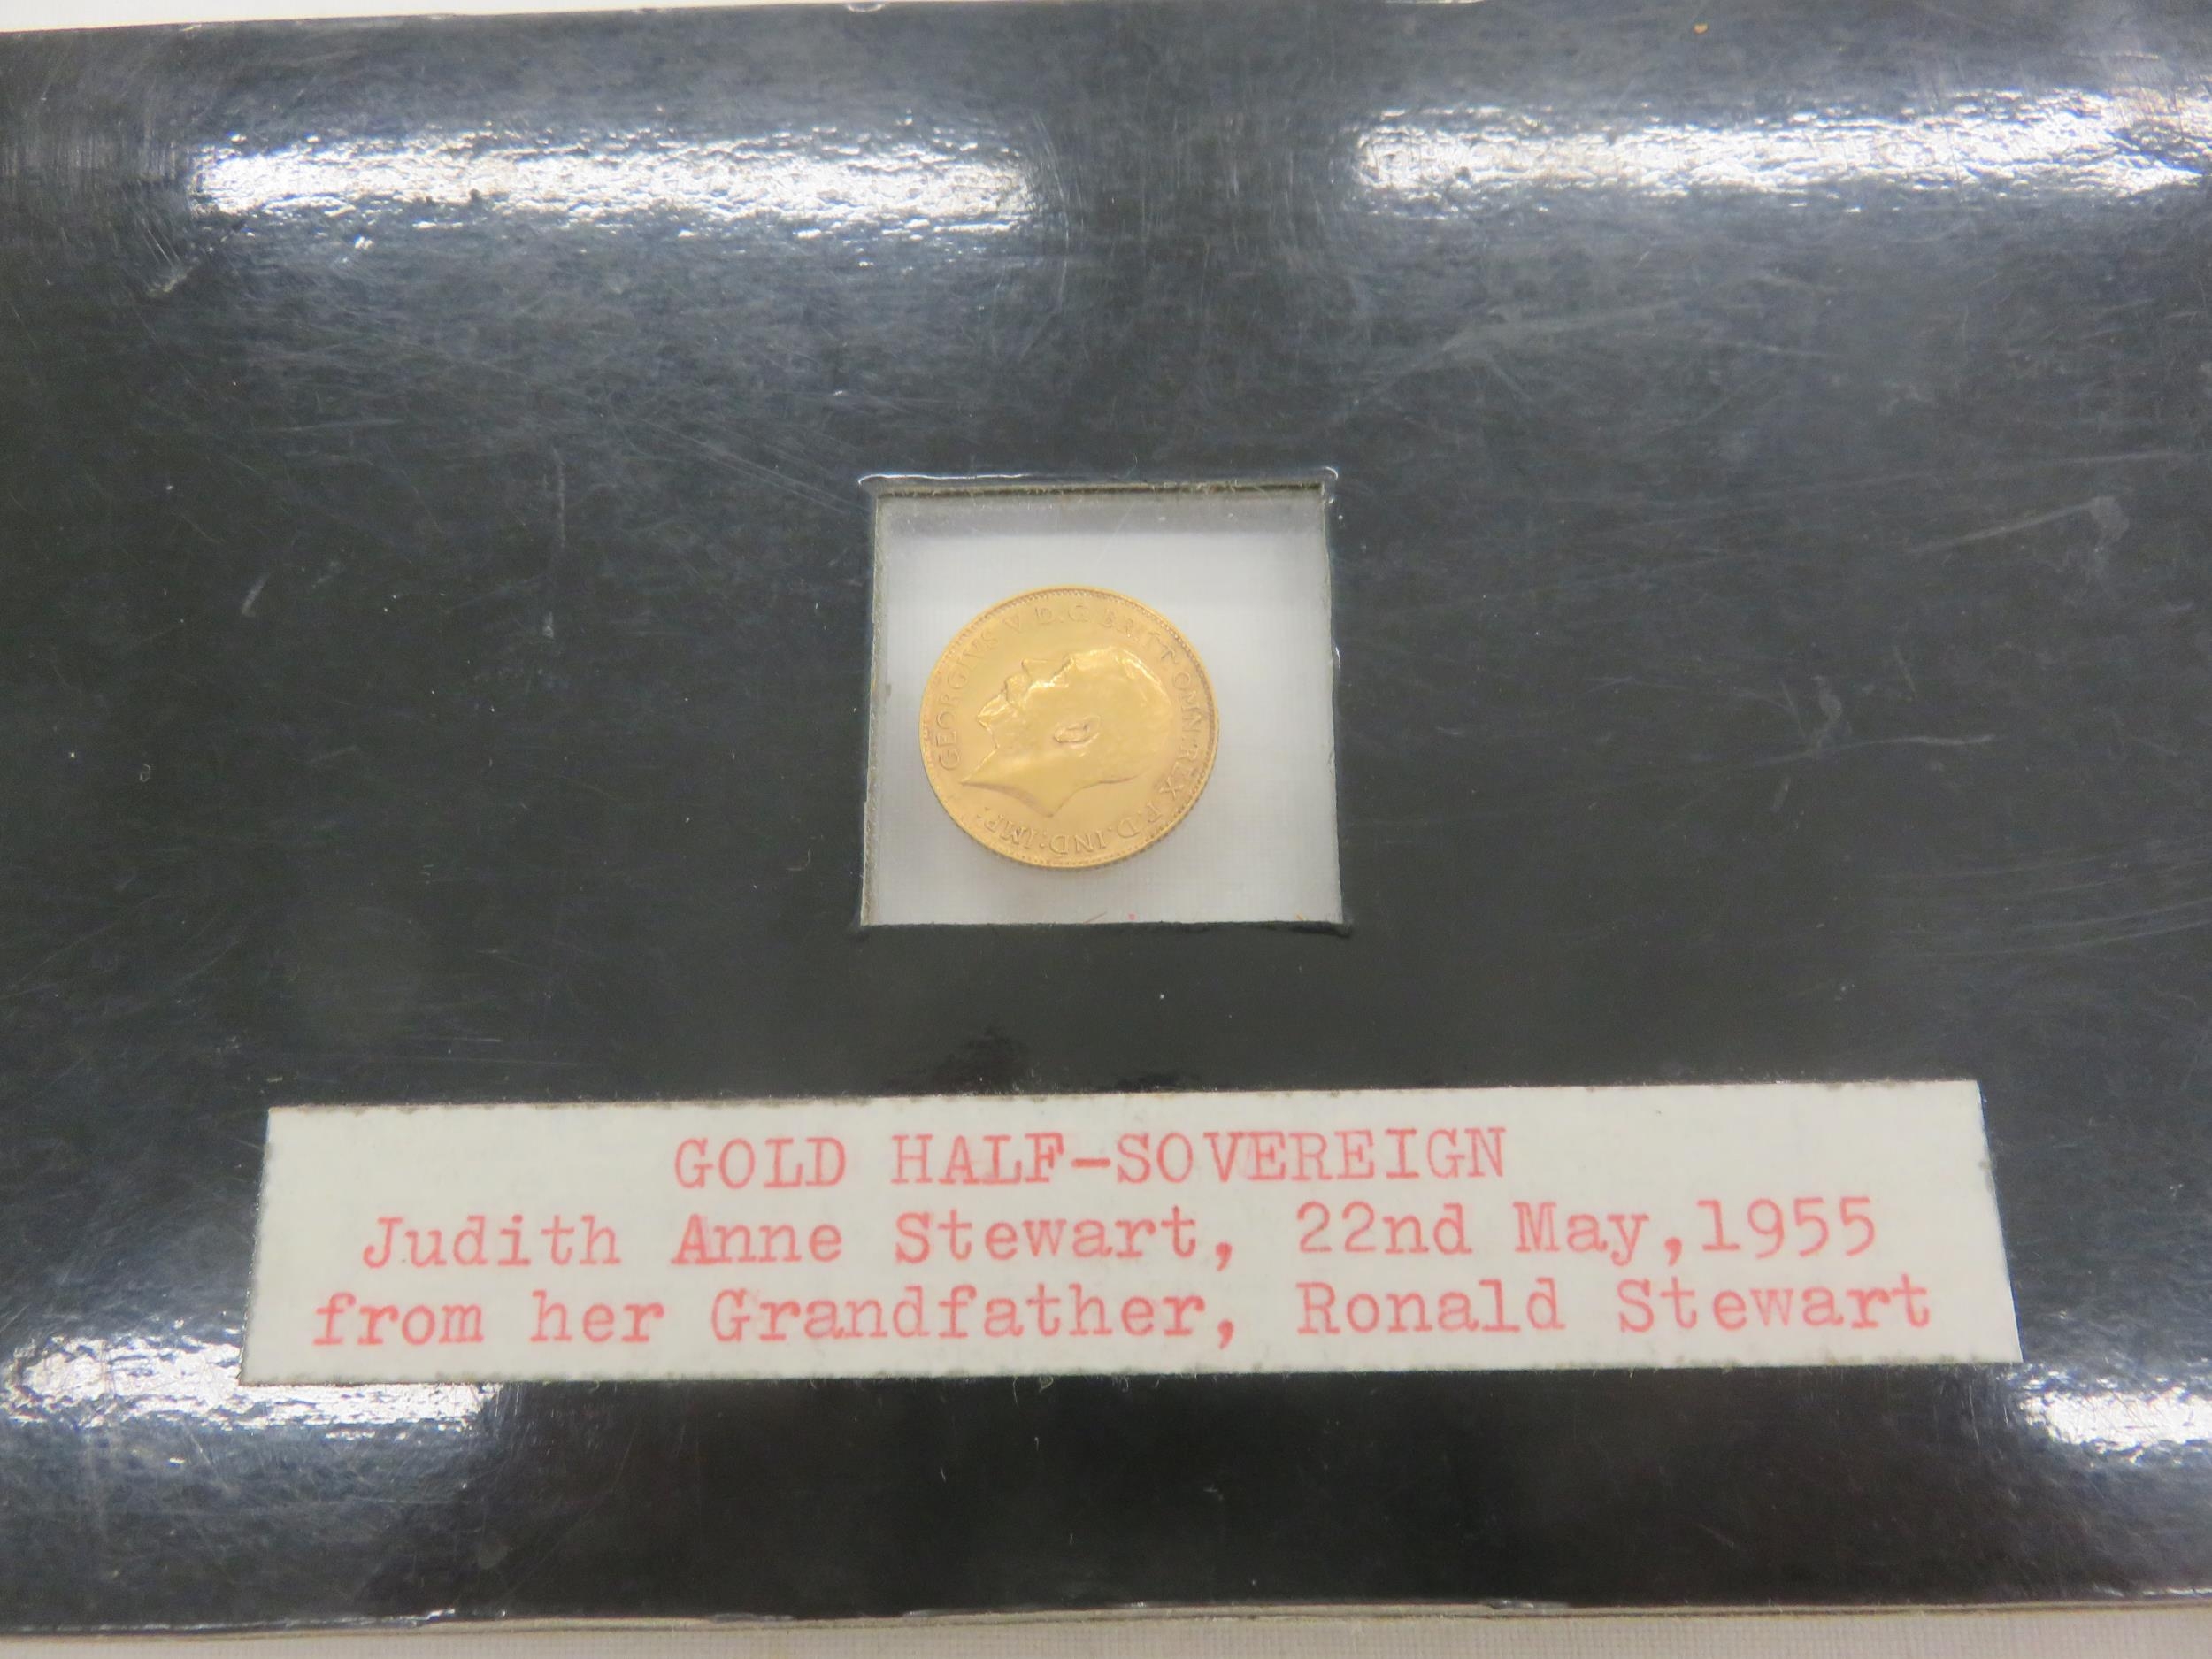 GEORGIVS V D.G. BRITT: OMN: REX F.D. IND: IMP:
GOLD HALF-SOVEREIGN
Judith Anne Stewart, 22nd May,1955
from her Grandfather, Ronald Stewart